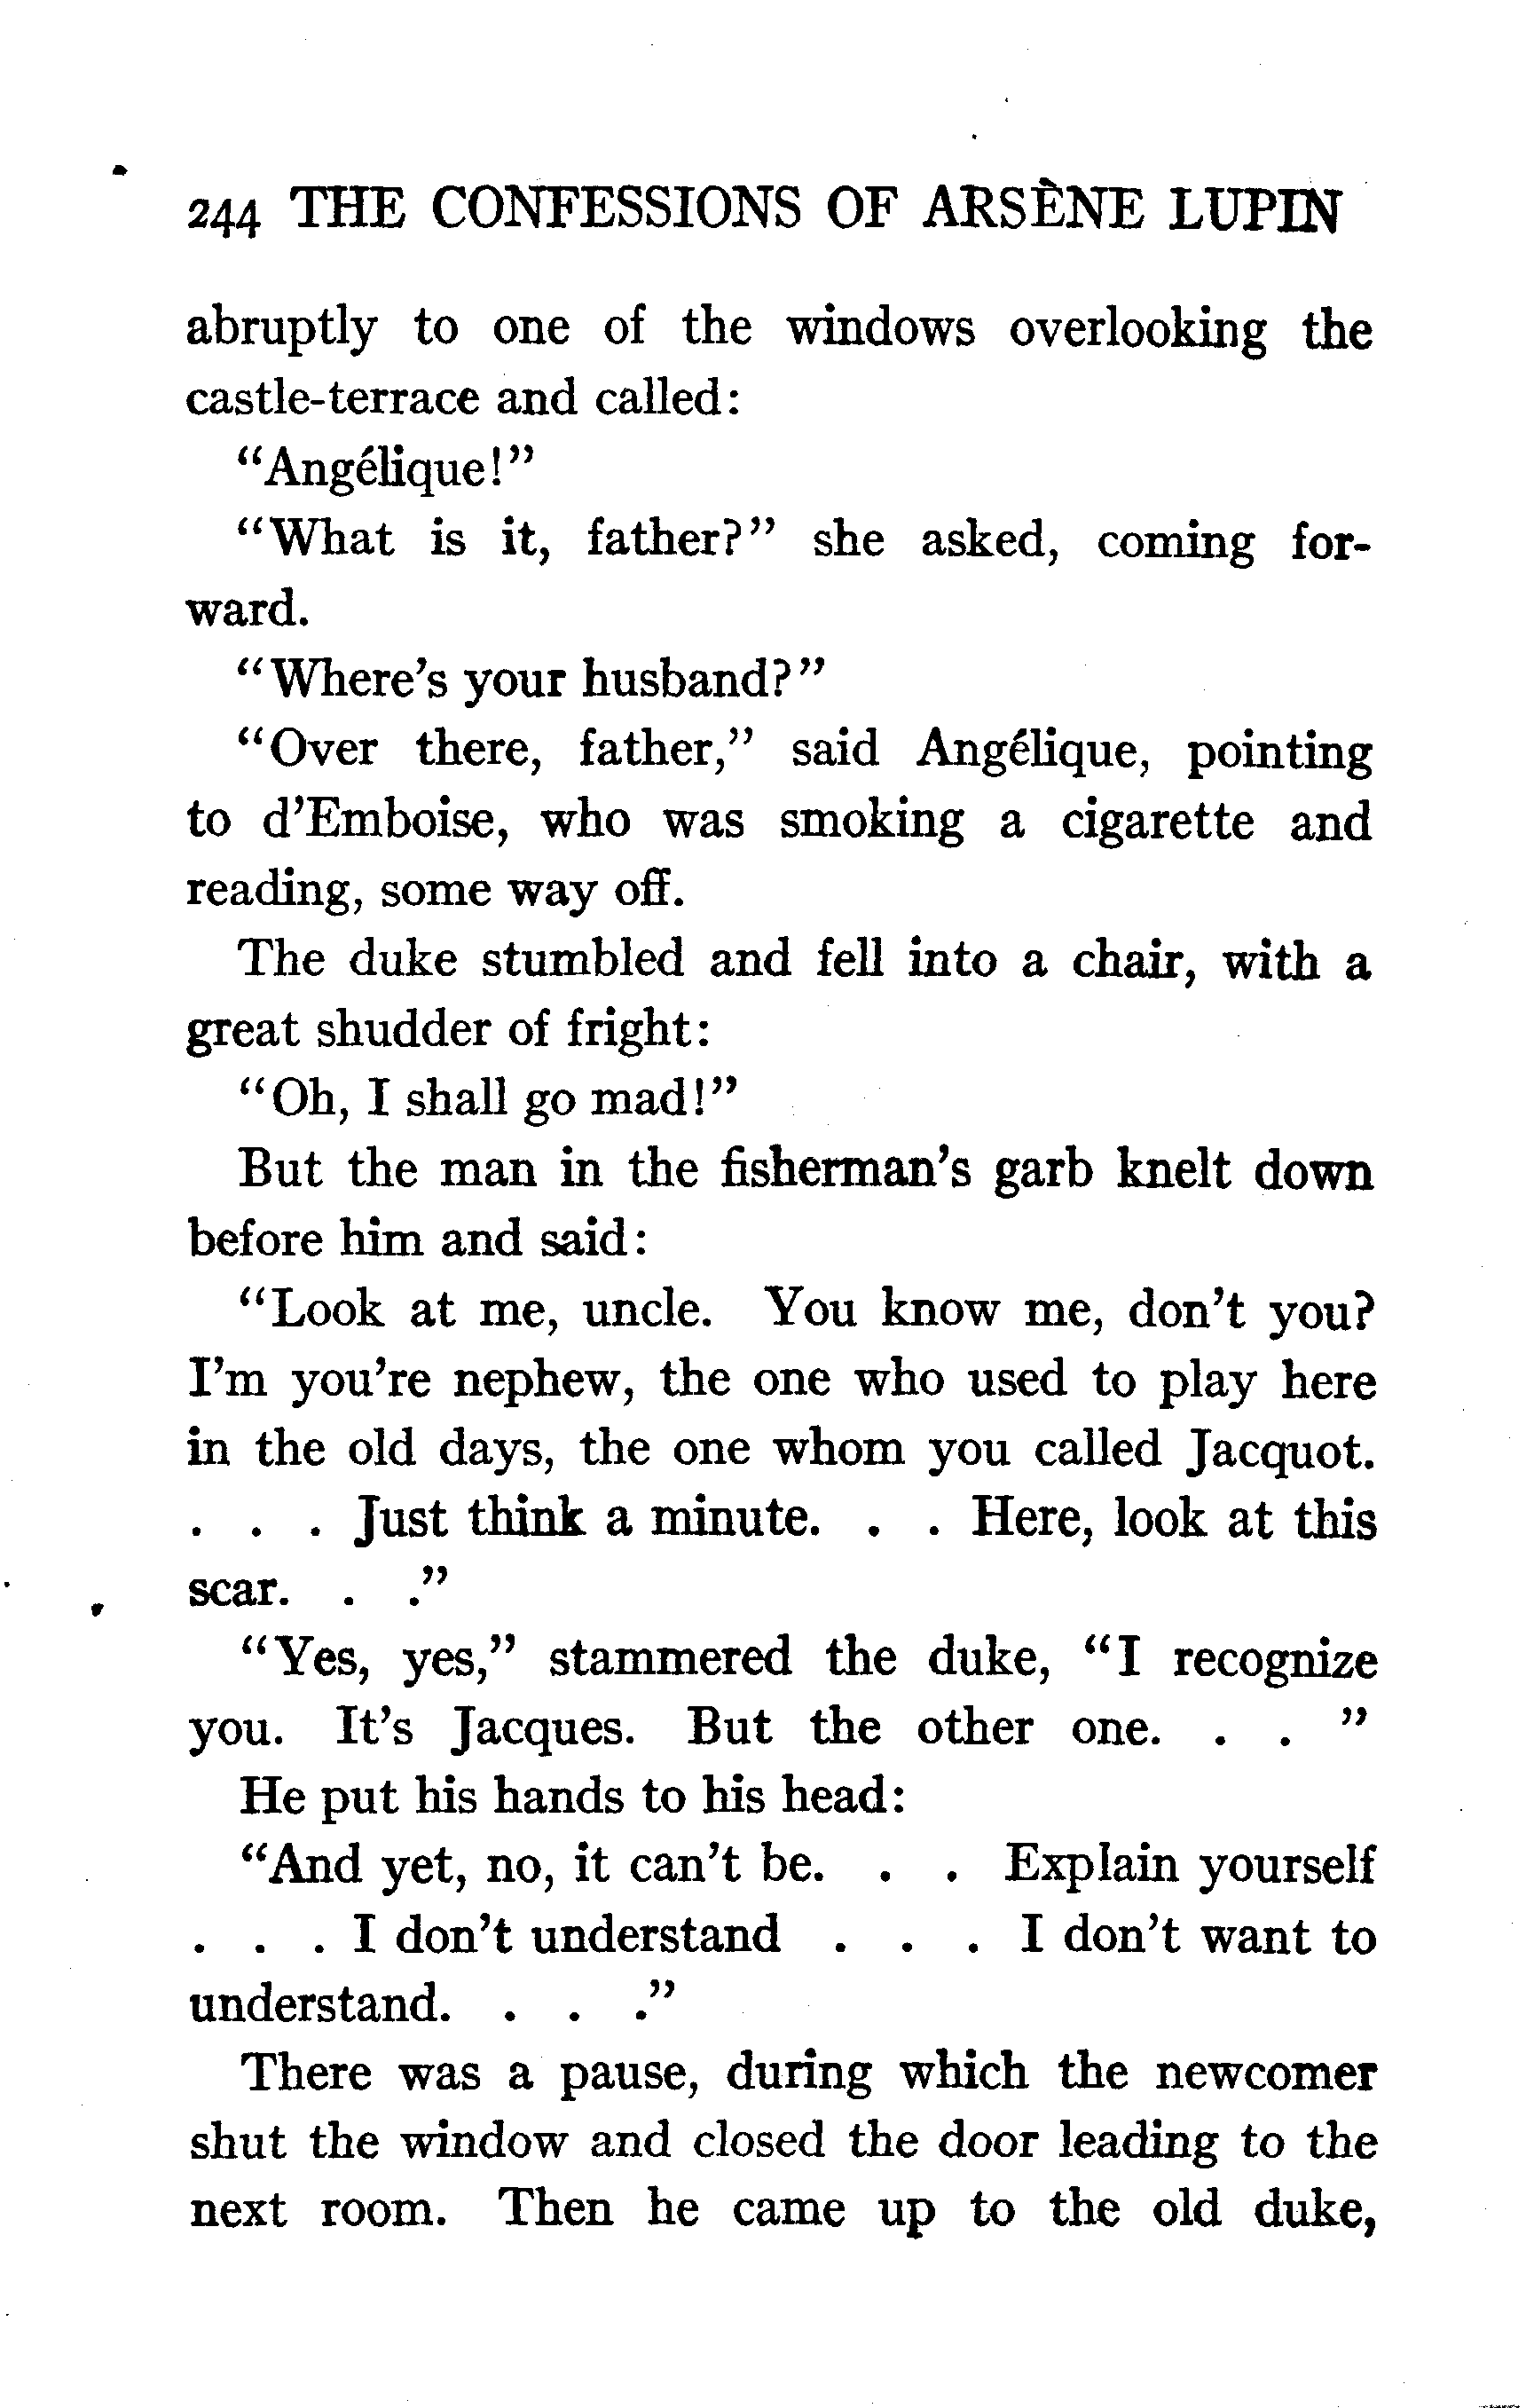 244 THE CONFESSIONS OF ARSÈNE LUPIN
abruptly to one of the windows overlooking the
castle-terrace and called:
“Angélique!”
“What is it, father?” she asked, coming for-
ward.
“Where's your husband?”
“Over there, father,” said Angélique, pointing
to d'Emboise, who was smoking a cigarette and
reading, some way off.
The duke stumbled and fell into a chair, with a
great shudder of fright:
“Oh, I shall go mad!”
But the man in the fisherman's garb knelt down
before him and said:
“Look at me, uncle. You know me, don't you?
I'm you're nephew, the one who used to play here
in the old days, the one whom you called Jacquot.
. . . Just think a minute. . . Here, look at this
scar. . .”
“Yes, yes,” stammered the duke, “I recognize
you. It's Jacques. But the other one. . . ”
He put his hands to his head:
“And yet, no, it can't be. . . Explain yourself
. . . I don't understand . . . I don't want to
understand. . . .”
There was a pause, during which the newcomer
shut the window and closed the door leading to the
next room. Then he came up to the old duke,